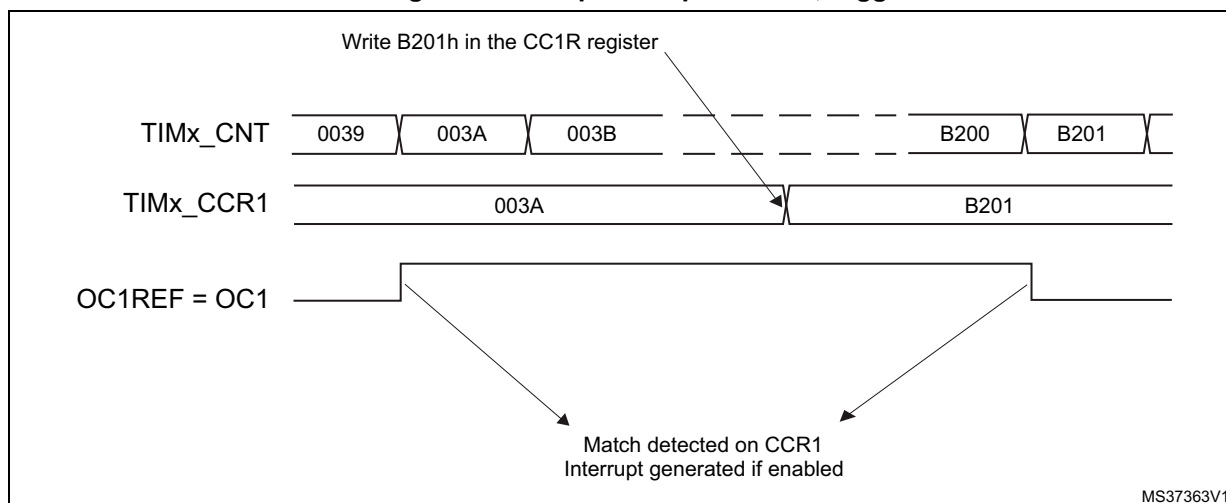 Write B201h in the CC1R register
TIMx_CNT 0039 003A 003B B200 B201
TIMx_CCR1 003A B201
OC1REF = OC1
Match detected on CCR1
Interrupt generated if enabled
MS37363V1